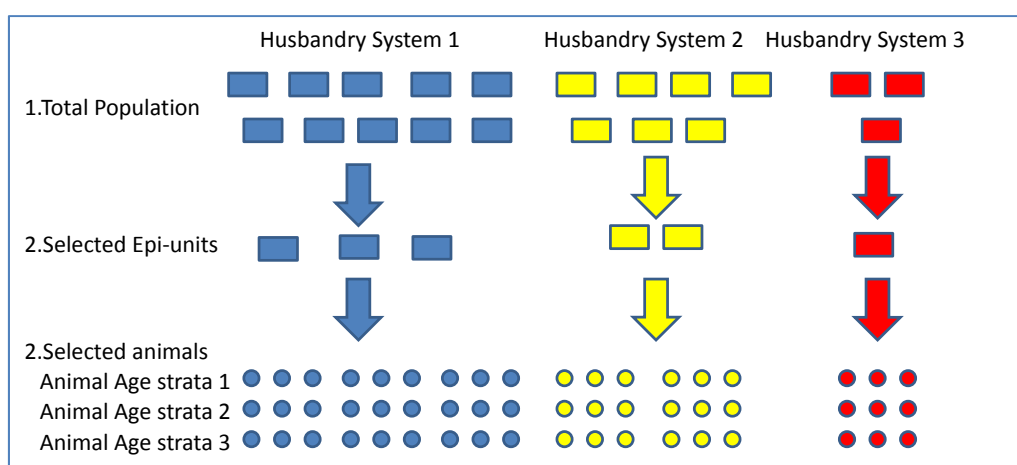 Husbandry System 1 Husbandry System 2 Husbandry System 3
1.Total Population
2.Selected Epi-units
2.Selected animals
Animal Age strata 1
Animal Age strata 2
Animal Age strata 3